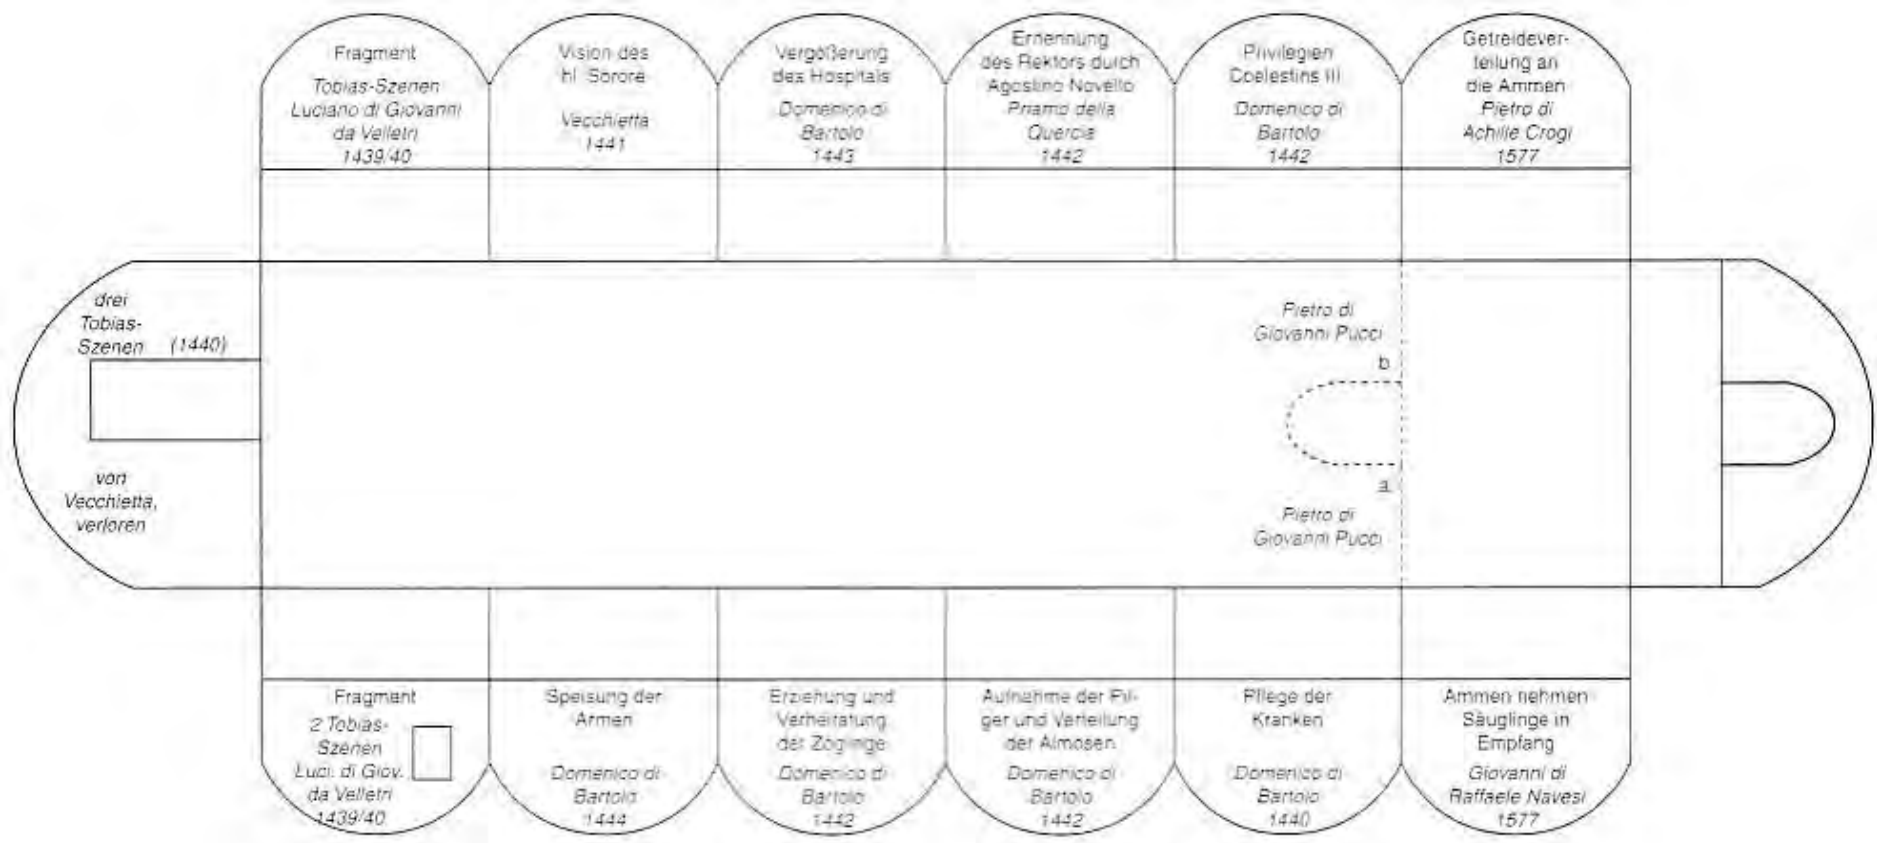 Fragment
Tobias-Szenen
Luciano di Giovanni
da Velletri
1439/40
Vision des
hl. Sorore
Vecchietta
1441
Vergößerung
des Hospitals
Domenico di
Bartolo
1443
Ernennung
des Rektors durch
Agostino Novello
Priamo della
Quercia
1442
Privilegien
Coelestins III.
Domenico di
Bartolo
1442
Getreidever-
teilung an
die Ammen
Pietro di
Achille Crogi
1577
drei
Tobias-
Szenen (1440)
von
Vecchietta,
verloren
Pietro di
Giovanni Pucci
b
a
Pietro di
Giovanni Pucci
Fragment
2 Tobias-
Szenen
Luci. di Giov.
da Velletri
1439/40
Speisung der
Armen
Domenico di
Bartolo
1444
Erziehung und
Verheiratung
der Zöglinge
Domenico di
Bartolo
1442
Aufnahme der Pil-
ger und Verteilung
der Almosen
Domenico di
Bartolo
1442
Pflege der
Kranken
Domenico di
Bartolo
1440
Ammen nehmen
Säuglinge in
Empfang
Giovanni di
Raffaele Navesi
1577